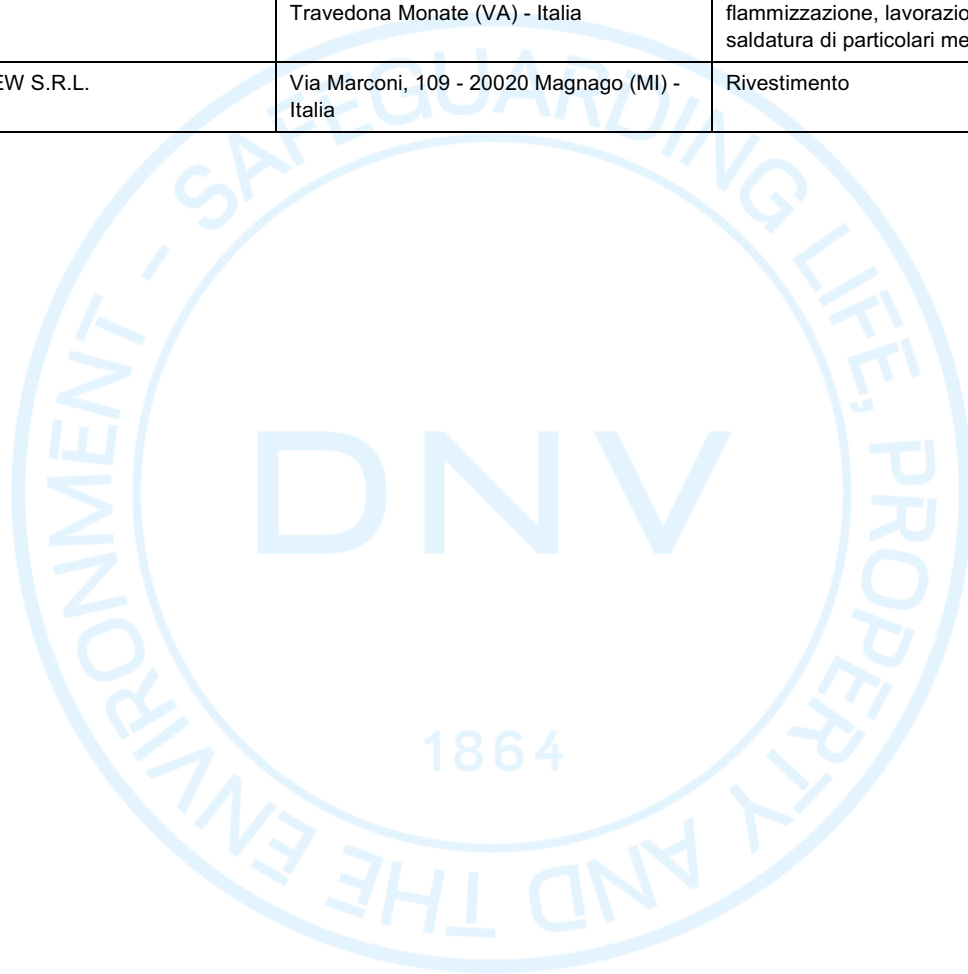 Travedona Monate (VA) - Italia
flammizzazione, lavorazio
saldatura di particolari me
EW S.R.L.
Via Marconi, 109 - 20020 Magnago (MI) -
Italia
Rivestimento
SAFEGUARDING LIFE, PROPERTY AND THE ENVIRONMENT -
DNV
1864